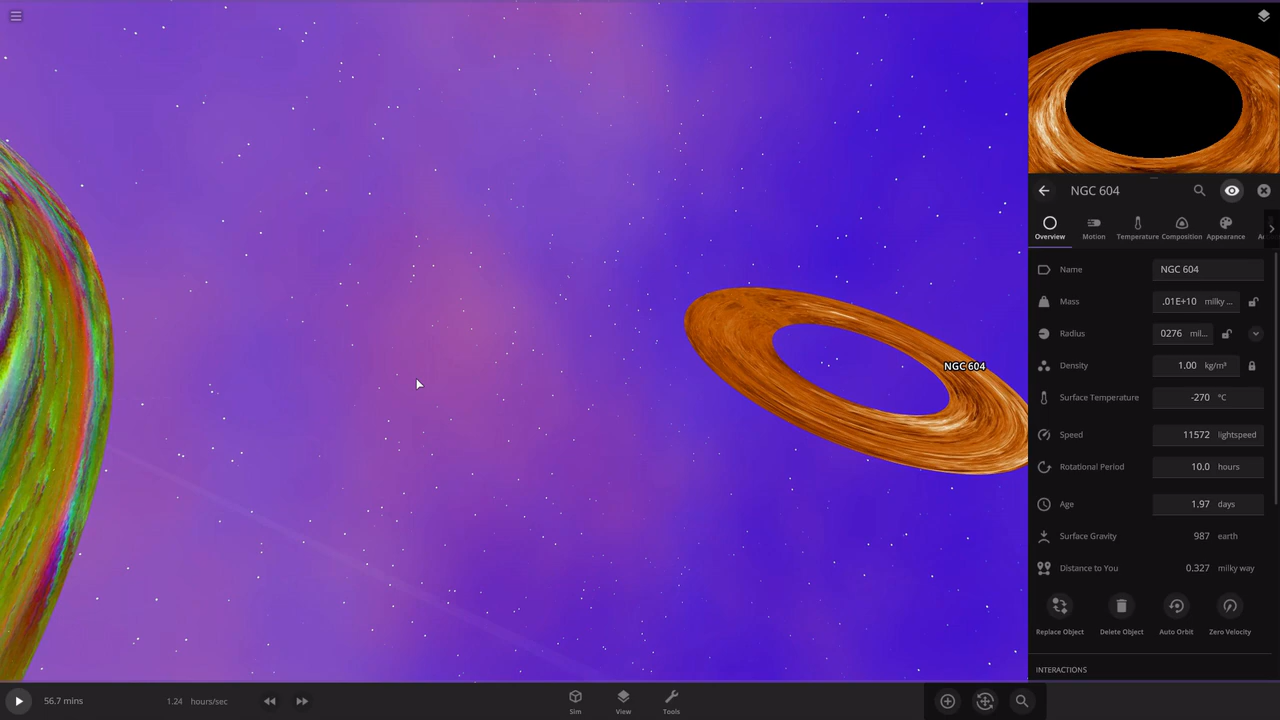 NGC 604
NGC 604
Overview
Motion
Temperature
Composition
Appearance
Name
NGC 604
Mass
.01E+10 milky ...
Radius
0276 mil...
Density
1.00 kg/m³
Surface Temperature
-270 °C
Speed
11572 lightspeed
Rotational Period
10.0 hours
Age
1.97 days
Surface Gravity
987 earth
Distance to You
0.327 milky way
Replace Object
Delete Object
Auto Orbit
Zero Velocity
INTERACTIONS
56.7 mins
1.24 hours/sec
Sim
View
Tools